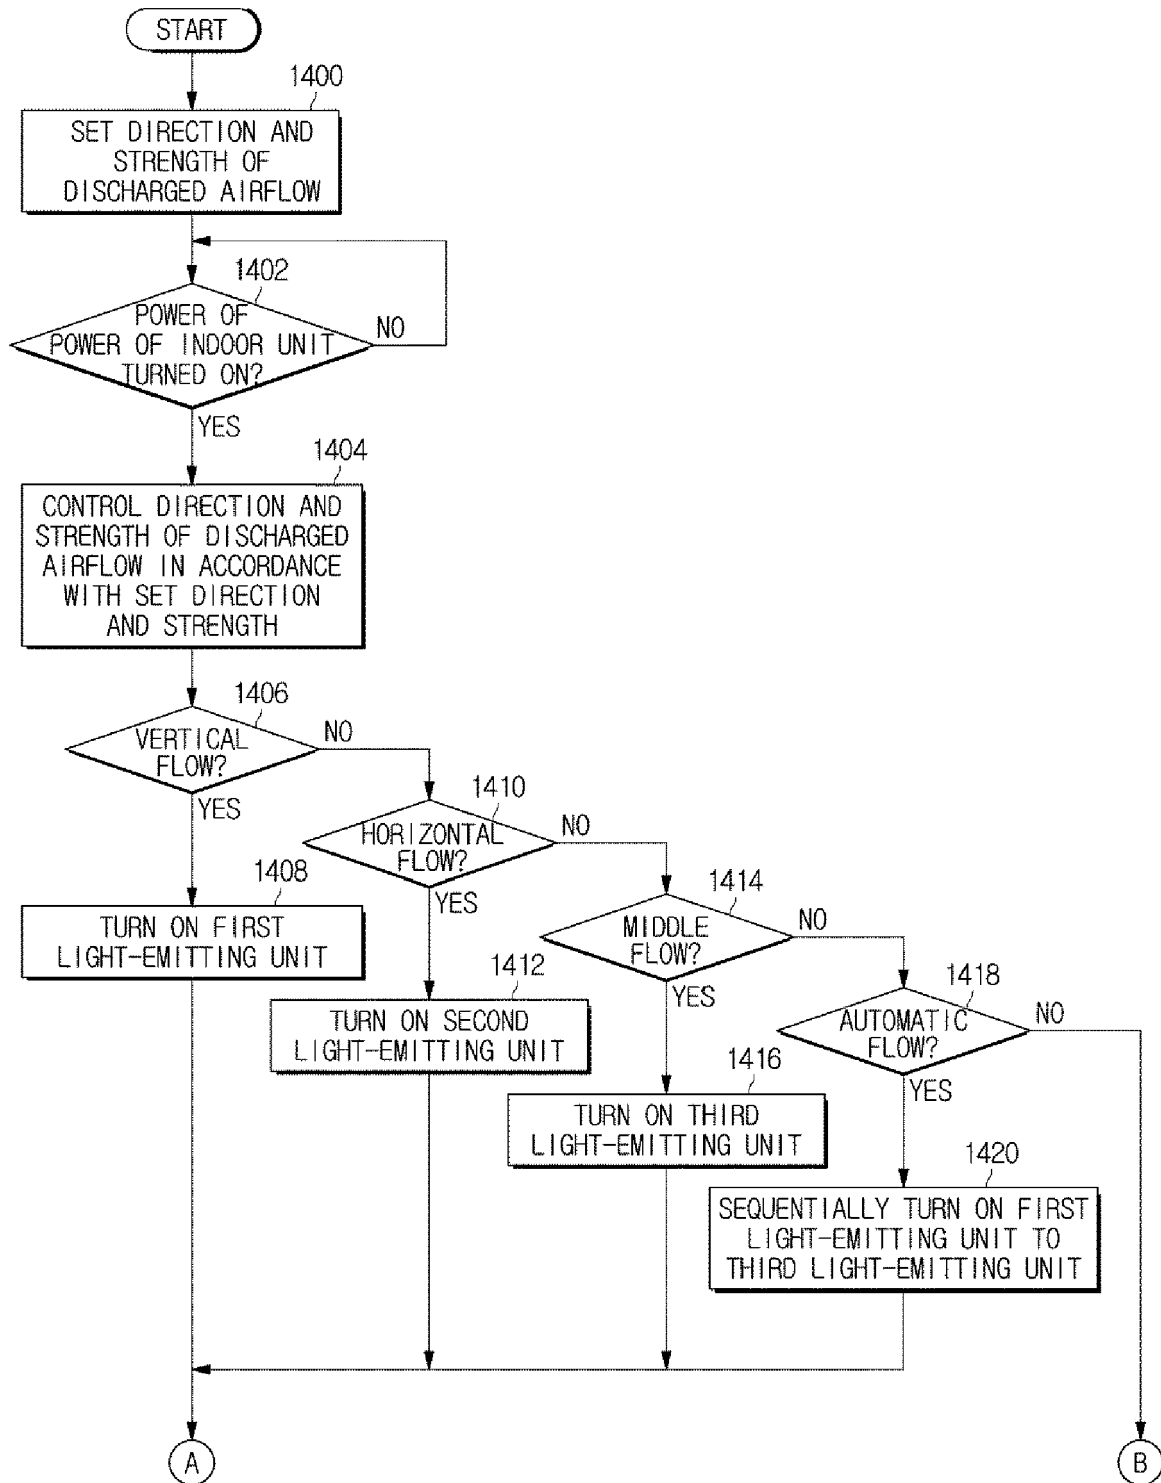 START
1400
SET DIRECTION AND
STRENGTH OF
DISCHARGED AIRFLOW
1402
POWER OF
POWER OF INDOOR UNIT
TURNED ON?
NO
YES
1404
CONTROL DIRECTION AND
STRENGTH OF DISCHARGED
AIRFLOW IN ACCORDANCE
WITH SET DIRECTION
AND STRENGTH
1406
VERTICAL
FLOW?
NO
YES
1408
TURN ON FIRST
LIGHT-EMITTING UNIT
1410
HORIZONTAL
FLOW?
NO
YES
1412
TURN ON SECOND
LIGHT-EMITTING UNIT
1414
MIDDLE
FLOW?
NO
YES
1416
TURN ON THIRD
LIGHT-EMITTING UNIT
1418
AUTOMATIC
FLOW?
NO
YES
1420
SEQUENTIALLY TURN ON FIRST
LIGHT-EMITTING UNIT TO
THIRD LIGHT-EMITTING UNIT
A
B